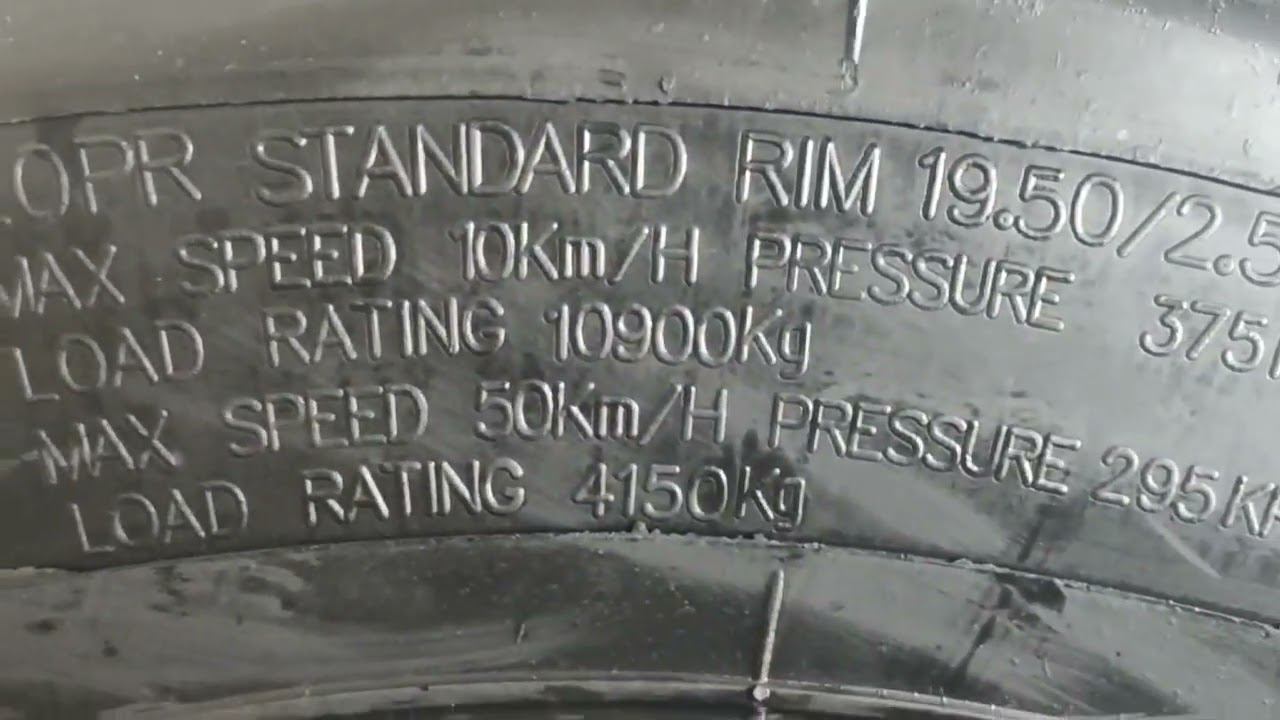 0PR STANDARD RIM 19.50/2.5
MAX SPEED 10Km/H PRESSURE 375
LOAD RATING 10900Kg
MAX SPEED 50Km/H PRESSURE 295KP
LOAD RATING 4150Kg